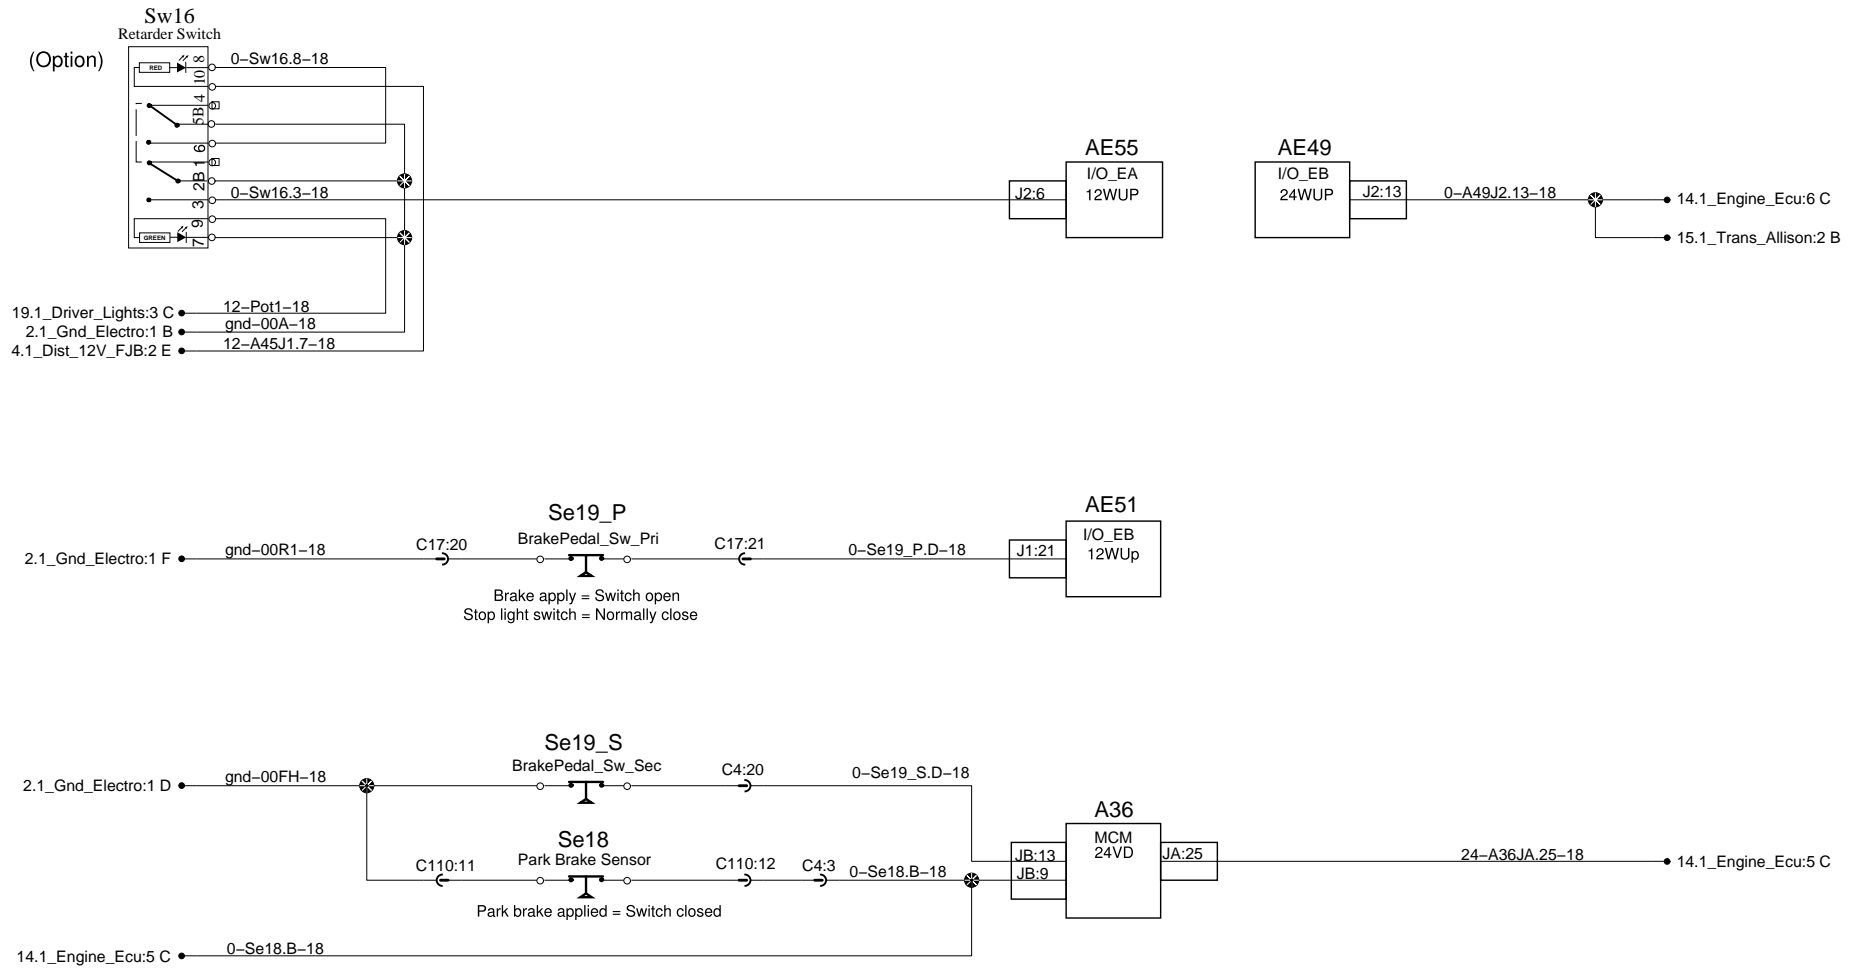 Sw16
Retarder Switch
(Option)
RED
8
10
4
5B
6
1
2B
3
9
7
GREEN
0-Sw16.8-18
0-Sw16.3-18
19.1_Driver_Lights:3 C
12-Pot1-18
2.1_Gnd_Electro:1 B
gnd-00A-18
4.1_Dist_12V_FJB:2 E
12-A45J1.7-18
AE55
I/O_EA
12WUP
J2:6
AE49
I/O_EB
24WUP
J2:13
0-A49J2.13-18
14.1_Engine_Ecu:6 C
15.1_Trans_Allison:2 B
2.1_Gnd_Electro:1 F
gnd-00R1-18
C17:20
Se19_P
BrakePedal_Sw_Pri
C17:21
0-Se19_P.D-18
Brake apply = Switch open
Stop light switch = Normally close
AE51
I/O_EB
12WUp
J1:21
2.1_Gnd_Electro:1 D
gnd-00FH-18
Se19_S
BrakePedal_Sw_Sec
C4:20
0-Se19_S.D-18
C110:11
Se18
Park Brake Sensor
C110:12
C4:3
0-Se18.B-18
Park brake applied = Switch closed
A36
MCM
24VD
JB:13
JB:9
JA:25
24-A36JA.25-18
14.1_Engine_Ecu:5 C
14.1_Engine_Ecu:5 C
0-Se18.B-18